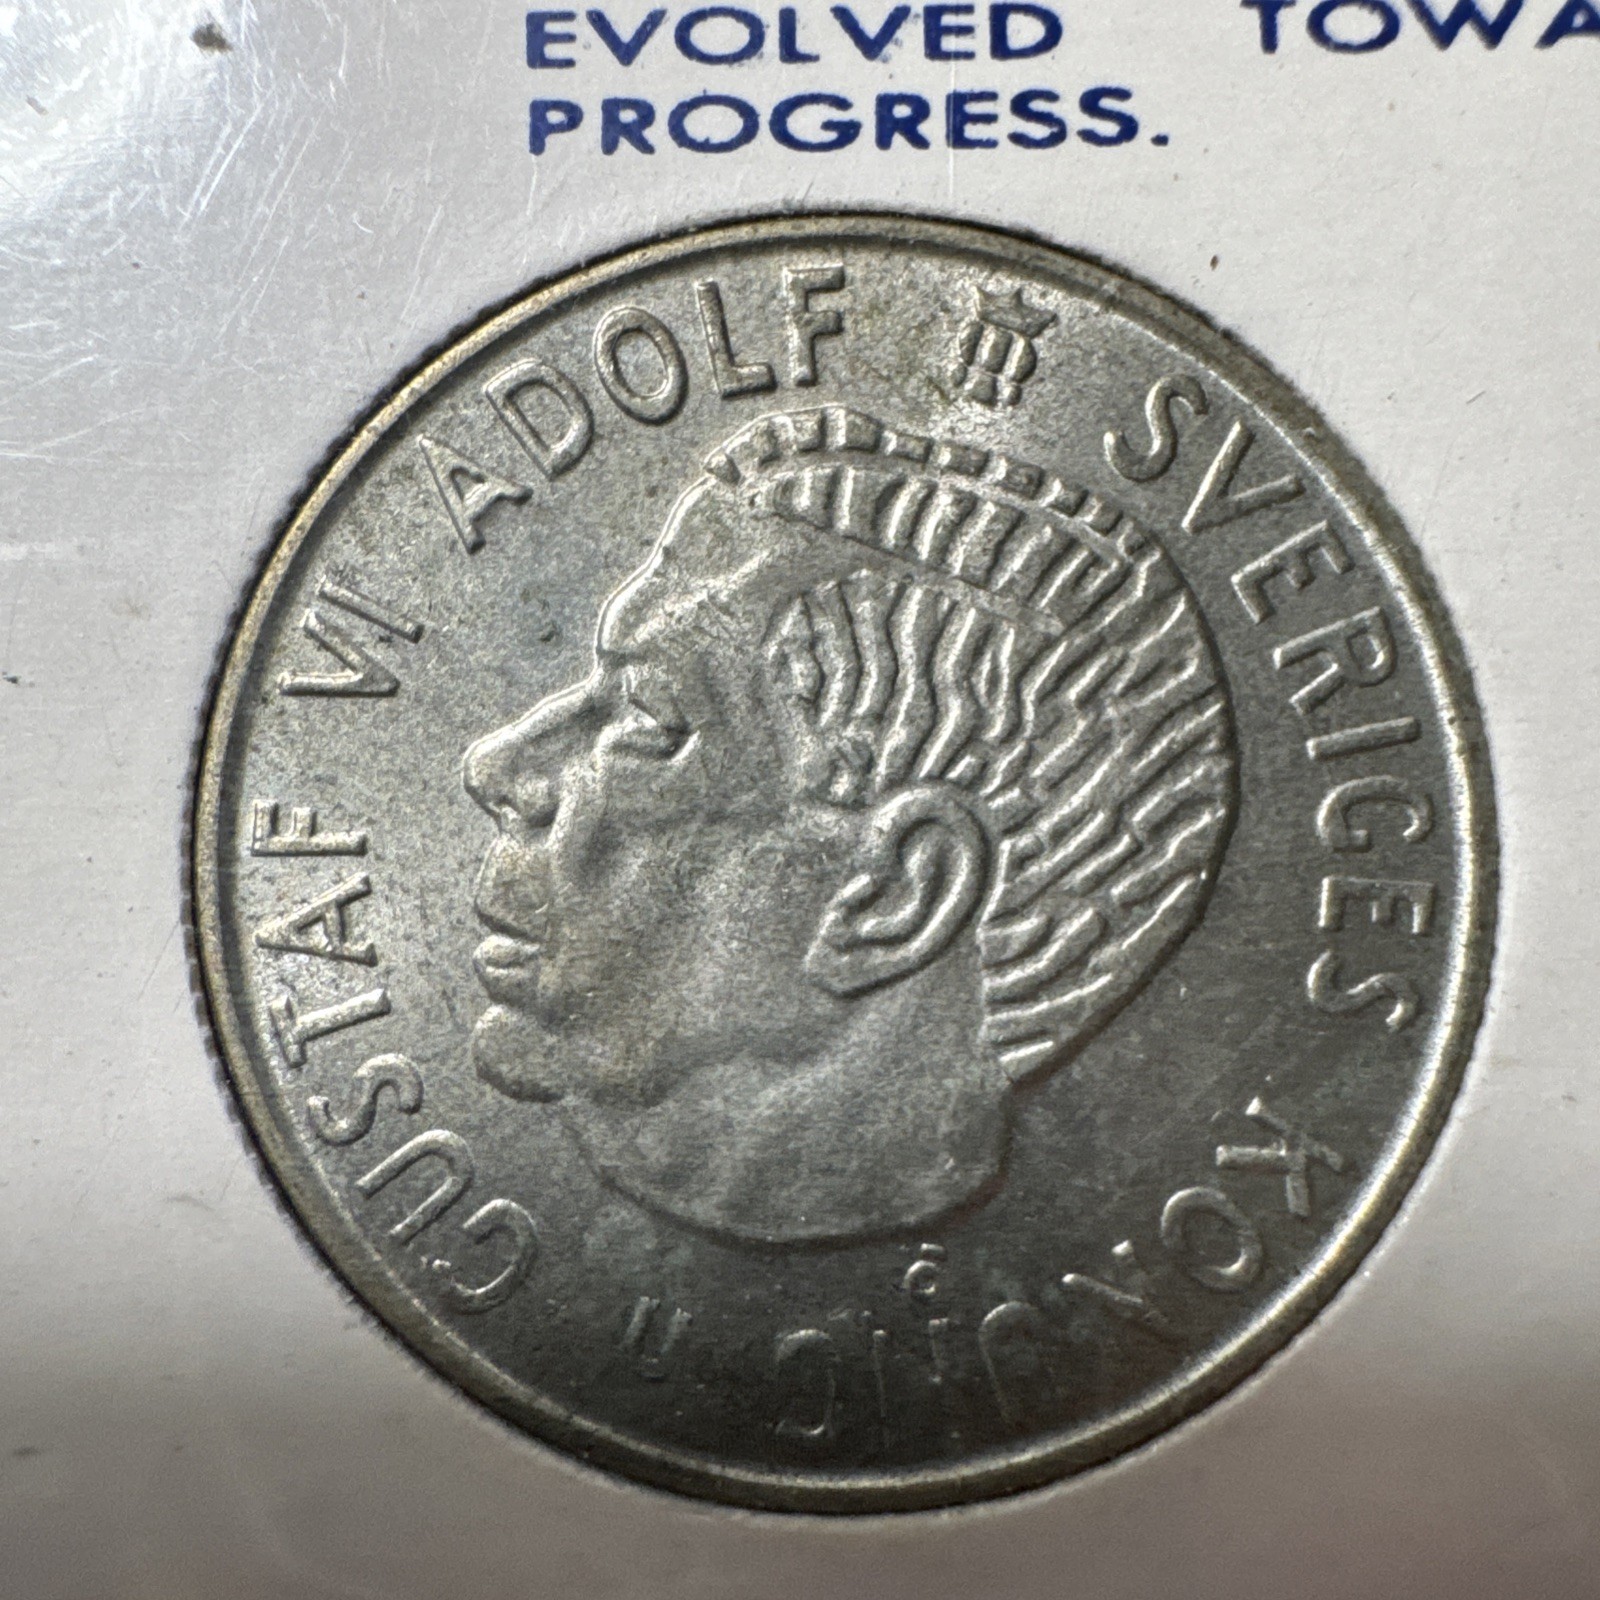 EVOLVED TOWA
PROGRESS.
GUSTAF VI ADOLF SVERIGES KONUNG
U